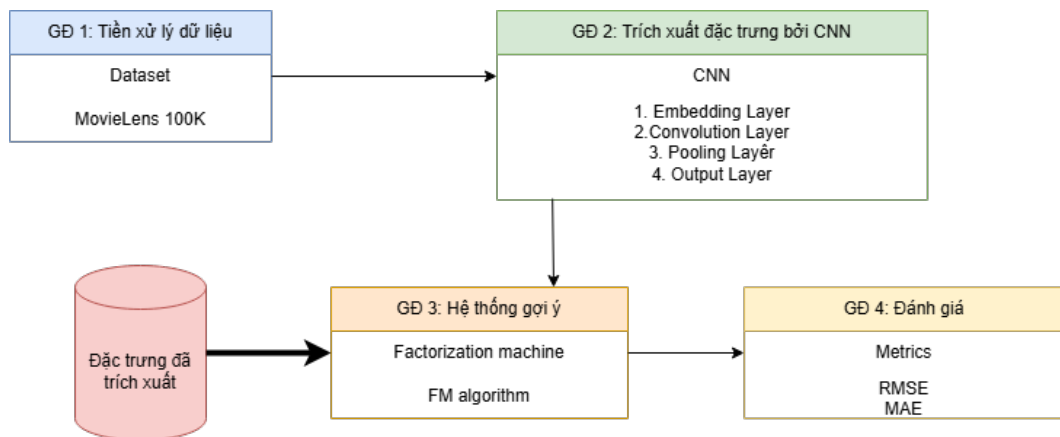 GĐ 1: Tiền xử lý dữ liệu
Dataset
MovieLens 100K
GĐ 2: Trích xuất đặc trưng bởi CNN
CNN
1. Embedding Layer
2.Convolution Layer
3. Pooling Layêr
4. Output Layer
Đặc trưng đã
trích xuất
GĐ 3: Hệ thống gợi ý
Factorization machine
FM algorithm
GĐ 4: Đánh giá
Metrics
RMSE
MAE